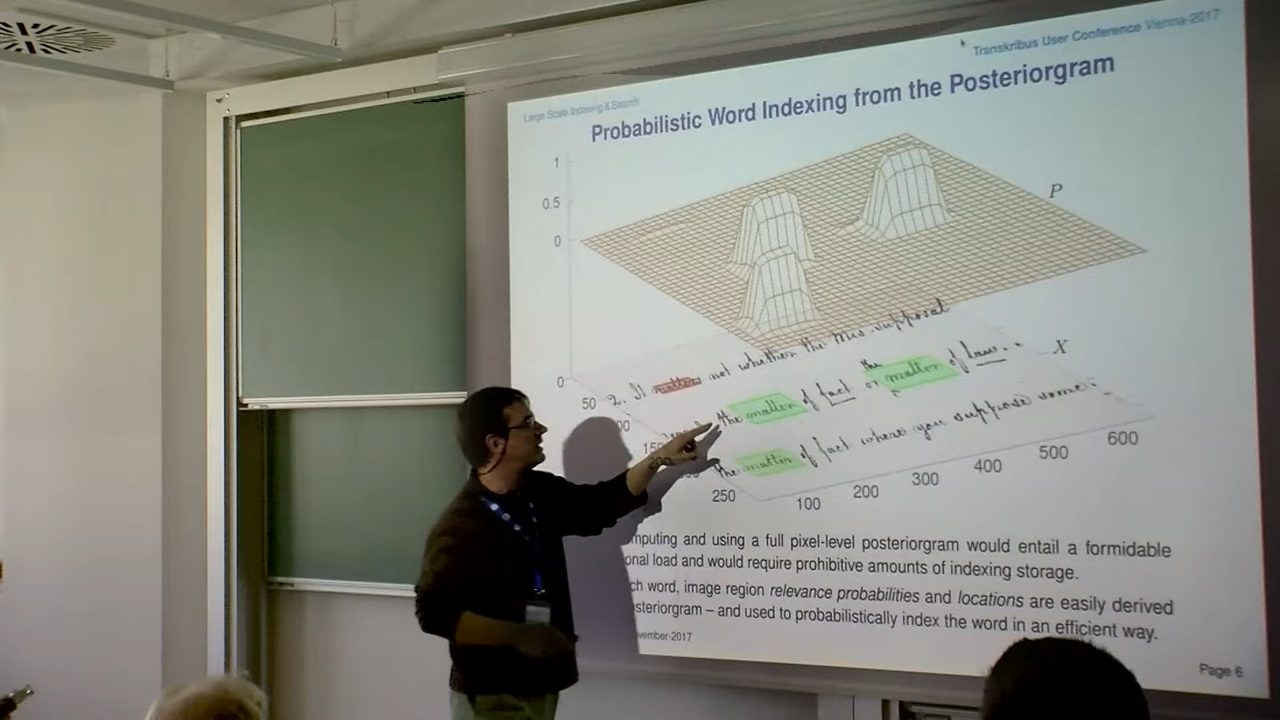 Transkribus User Conference Vienna-2017
Large Scale Indexing & Search
Probabilistic Word Indexing from the Posteriorgram
1
0.5
0
P
0
50
150
200
250
100
200
300
400
500
600
X
2. It matters not whether the Mis-supposal
the
the matter of fact or matter of law.
the matter of fact where you suppose some
mputing and using a full pixel-level posteriorgram would entail a formidable
onal load and would require prohibitive amounts of indexing storage.
ch word, image region relevance probabilities and locations are easily derived
steriorgram – and used to probabilistically index the word in an efficient way.
vember-2017
Page 6